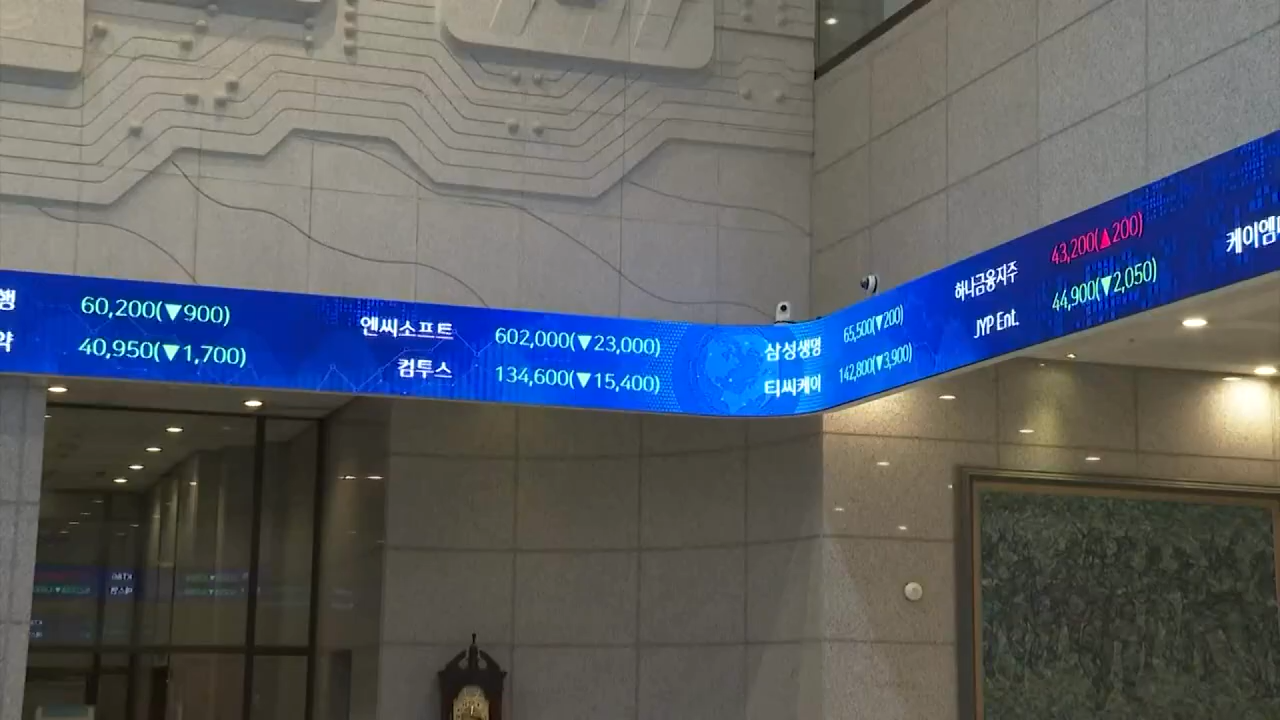 행 60,200(▼900) 엔씨소프트 602,000(▼23,000) 삼성생명 65,500(▼200) 하나금융지주 43,200(▲200) 케이엠
약 40,950(▼1,700) 컴투스 134,600(▼15,400) 티씨케이 142,800(▼3,900) JYP Ent. 44,900(▼2,050)